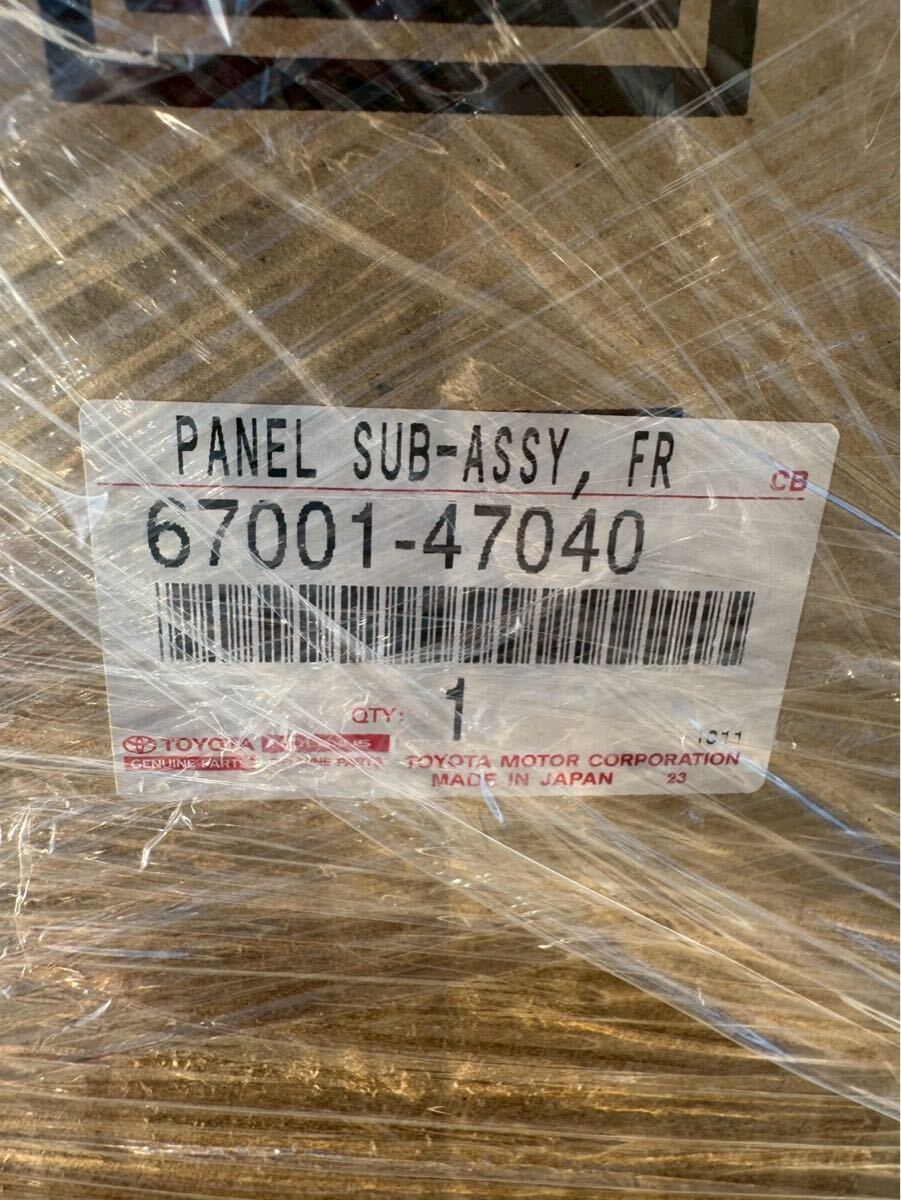 PANEL SUB-ASSY, FR
CB
67001-47040
QTY: 1
TOYOTA
GENUINE PARTS
TOYOTA MOTOR CORPORATION
MADE IN JAPAN 23